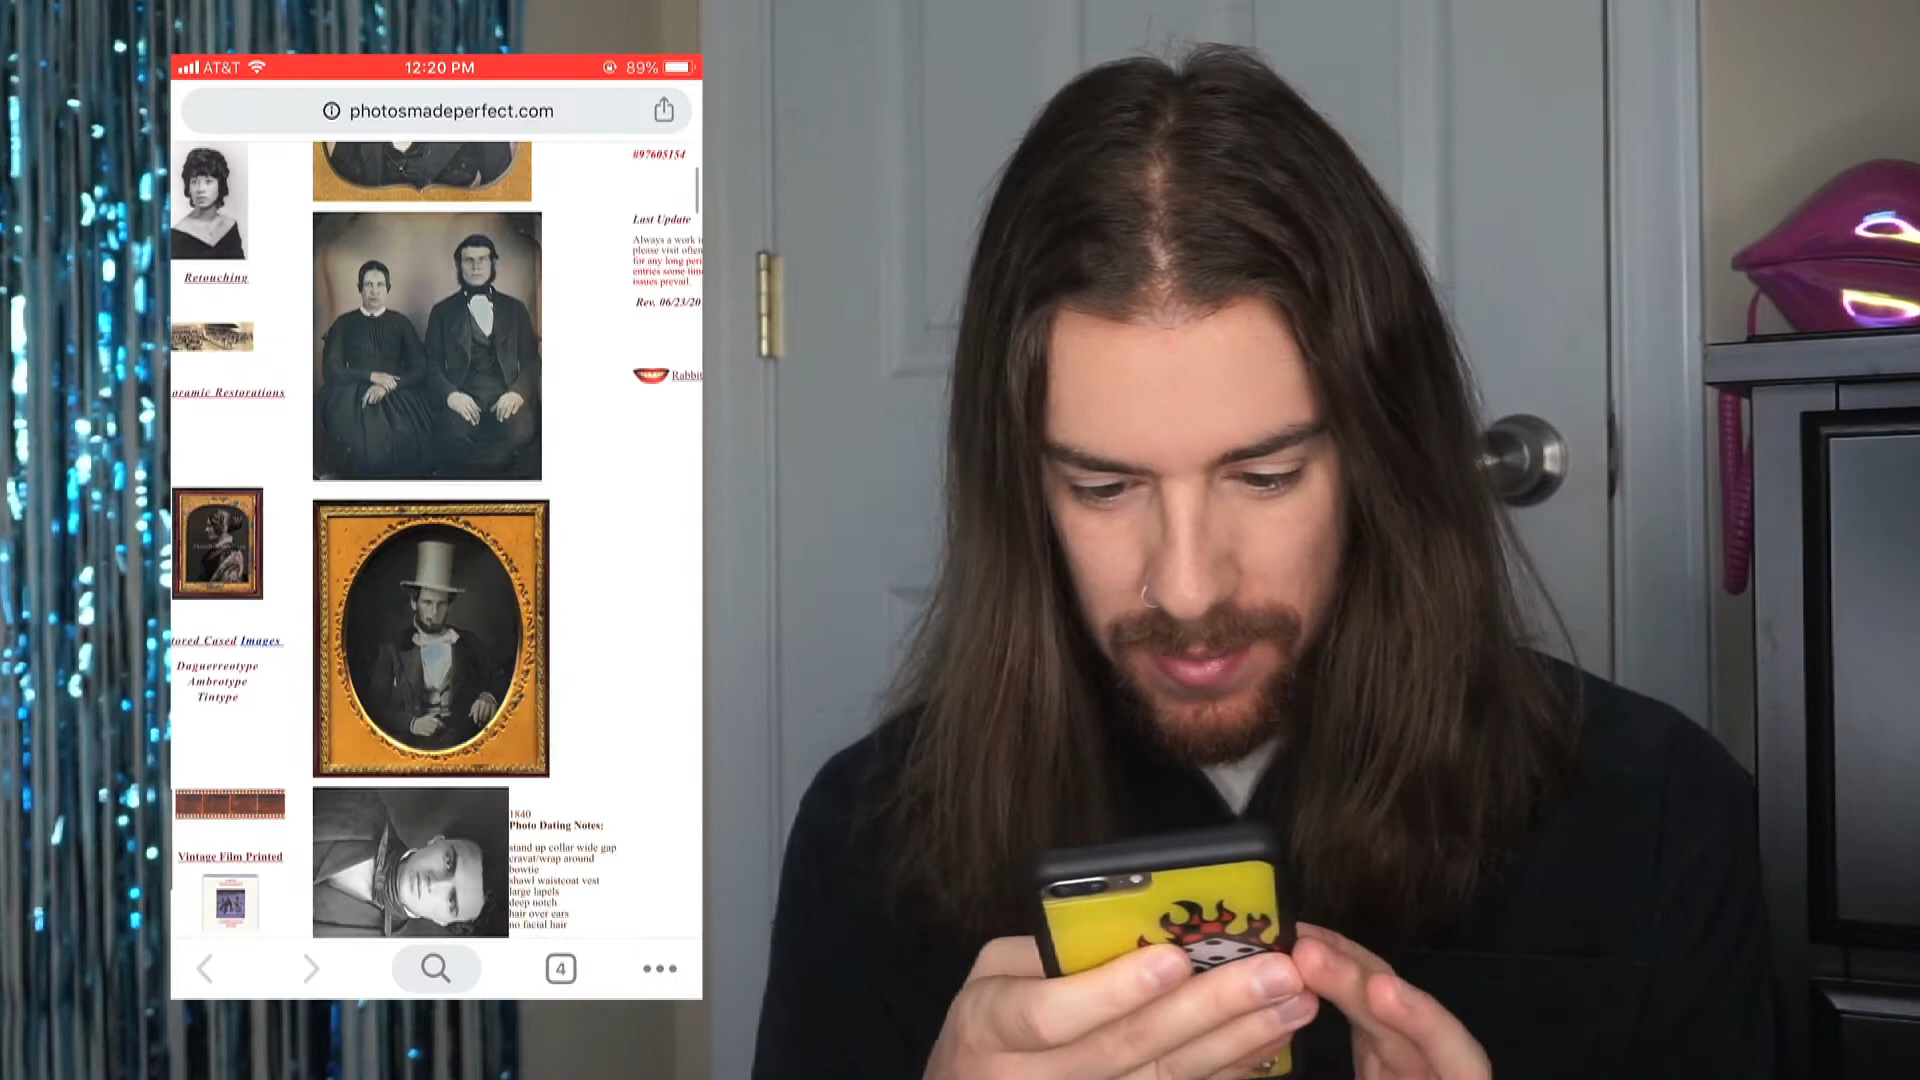 AT&T
12:20 PM
89%
photosmadeperfect.com
#97605154
Retouching
Last Update
Always a work i
please visit often
for any long peri
entries some tim
issues prevail.
Rev. 06/23/20
Rabbit
oramic Restorations
tored Cased Images
Daguerreotype
Ambrotype
Tintype
Vintage Film Printed
1840
Photo Dating Notes:
stand up collar wide gap
cravat/wrap around
bowtie
shawl waistcoat vest
large lapels
deep notch
hair over ears
no facial hair
4